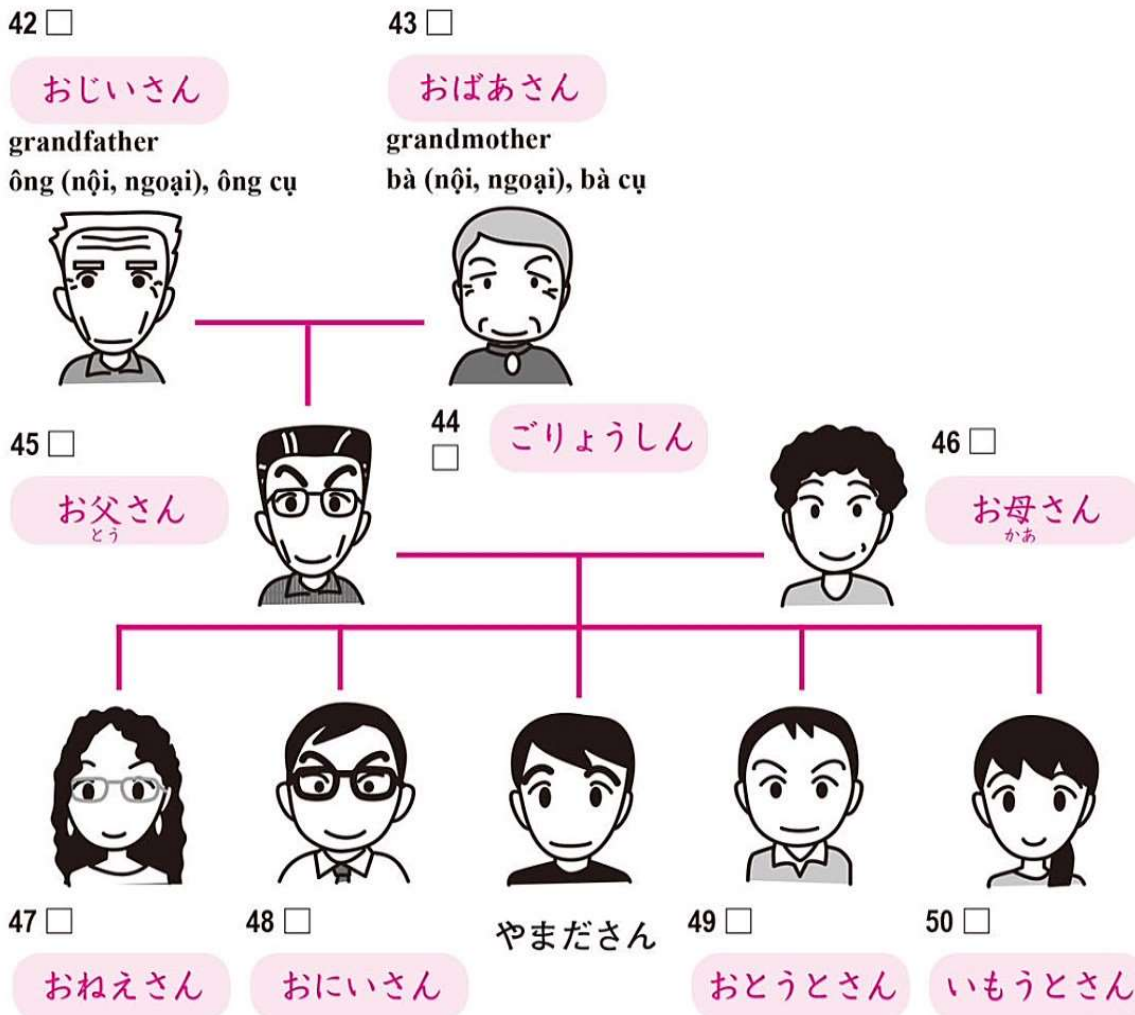 42 □
おじいさん
grandfather
ông (nội, ngoại), ông cụ
43 □
おばあさん
grandmother
bà (nội, ngoại), bà cụ
44 □
ごりょうしん
45 □
お父さん
とう
46 □
お母さん
かあ
47 □
おねえさん
48 □
おにいさん
やまださん
49 □
おとうとさん
50 □
いもうとさん